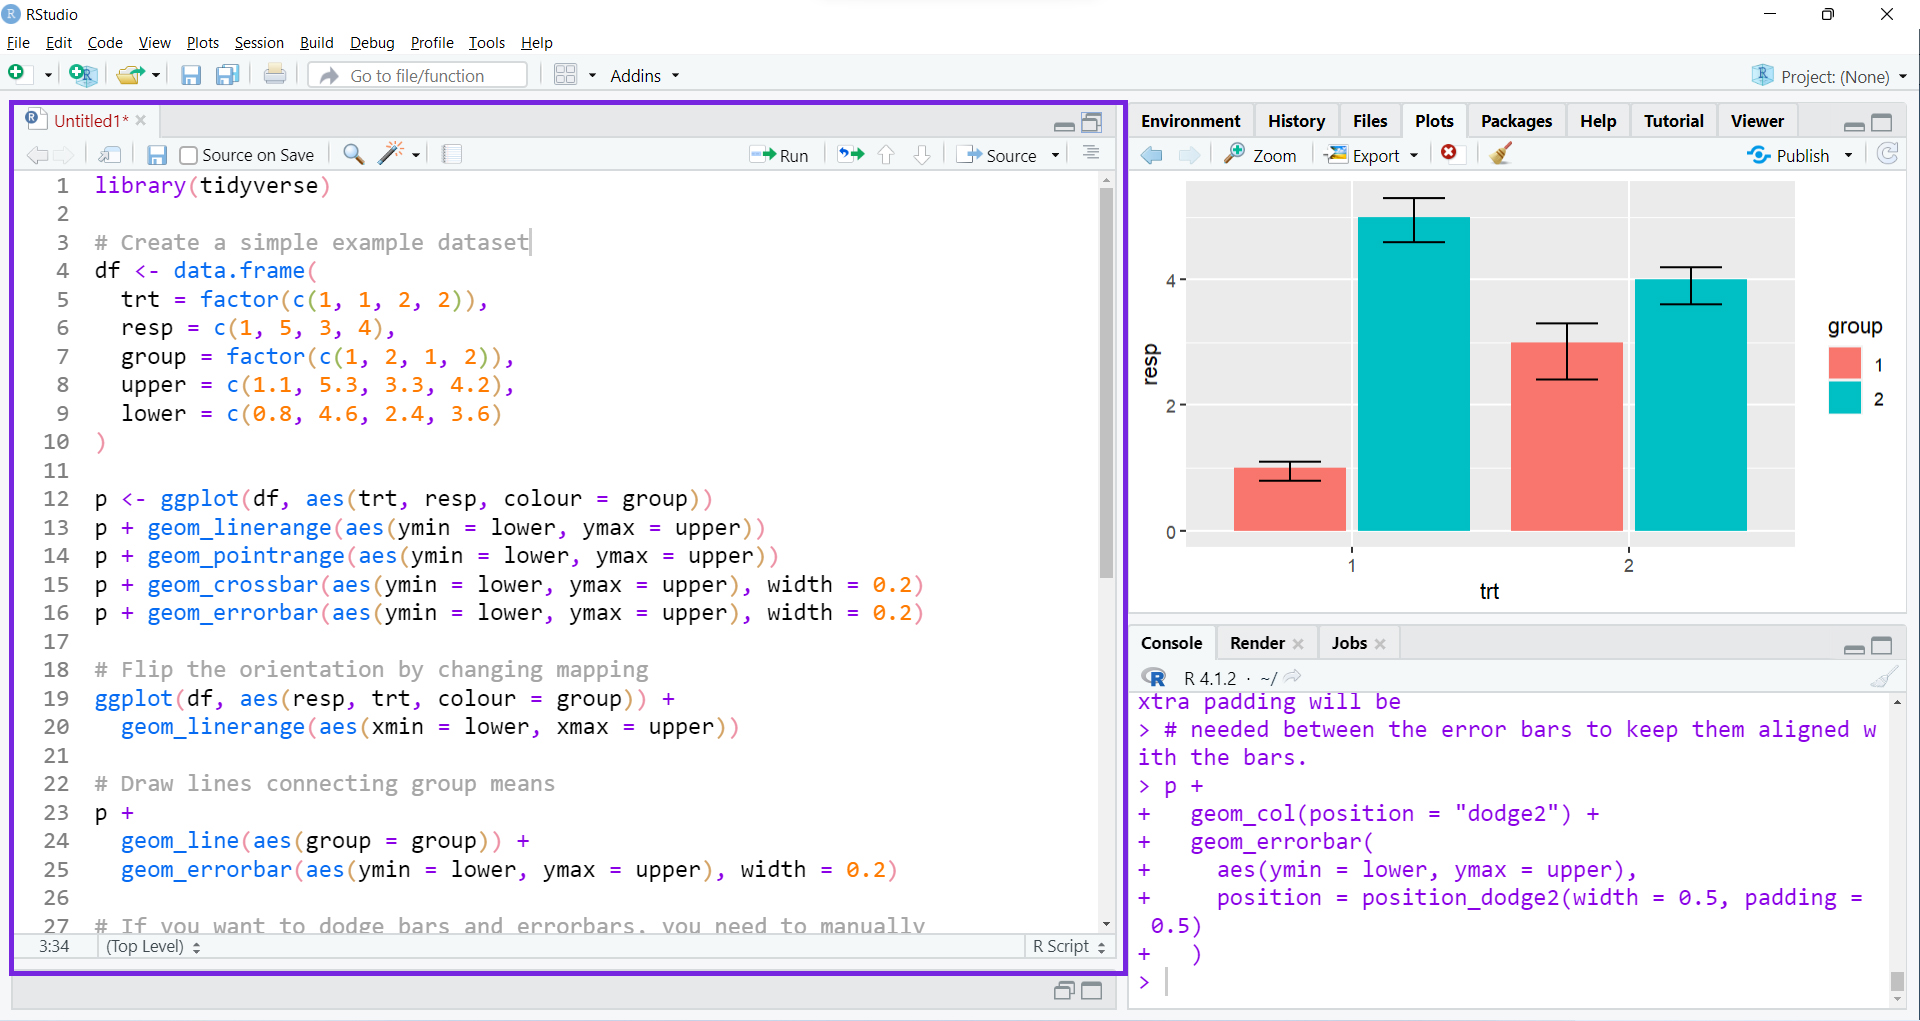 RStudio
File Edit Code View Plots Session Build Debug Profile Tools Help
Go to file/function Addins Project: (None)
Untitled1*
Source on Save Run Source
1 library(tidyverse)
2
3 # Create a simple example dataset
4 df <- data.frame(
5   trt = factor(c(1, 1, 2, 2)),
6   resp = c(1, 5, 3, 4),
7   group = factor(c(1, 2, 1, 2)),
8   upper = c(1.1, 5.3, 3.3, 4.2),
9   lower = c(0.8, 4.6, 2.4, 3.6)
10 )
11
12 p <- ggplot(df, aes(trt, resp, colour = group))
13 p + geom_linerange(aes(ymin = lower, ymax = upper))
14 p + geom_pointrange(aes(ymin = lower, ymax = upper))
15 p + geom_crossbar(aes(ymin = lower, ymax = upper), width = 0.2)
16 p + geom_errorbar(aes(ymin = lower, ymax = upper), width = 0.2)
17
18 # Flip the orientation by changing mapping
19 ggplot(df, aes(resp, trt, colour = group)) +
20   geom_linerange(aes(xmin = lower, xmax = upper))
21
22 # Draw lines connecting group means
23 p +
24   geom_line(aes(group = group)) +
25   geom_errorbar(aes(ymin = lower, ymax = upper), width = 0.2)
26
27 # If you want to dodge bars and errorbars, you need to manually
3:34 (Top Level) R Script
Environment History Files Plots Packages Help Tutorial Viewer
Zoom Export Publish
resp
4
2
0
1 2
trt
group
1
2
Console Render Jobs
R 4.1.2 · ~/
xtra padding will be
> # needed between the error bars to keep them aligned w
ith the bars.
> p +
+   geom_col(position = "dodge2") +
+   geom_errorbar(
+     aes(ymin = lower, ymax = upper),
+     position = position_dodge2(width = 0.5, padding =
0.5)
+   )
>